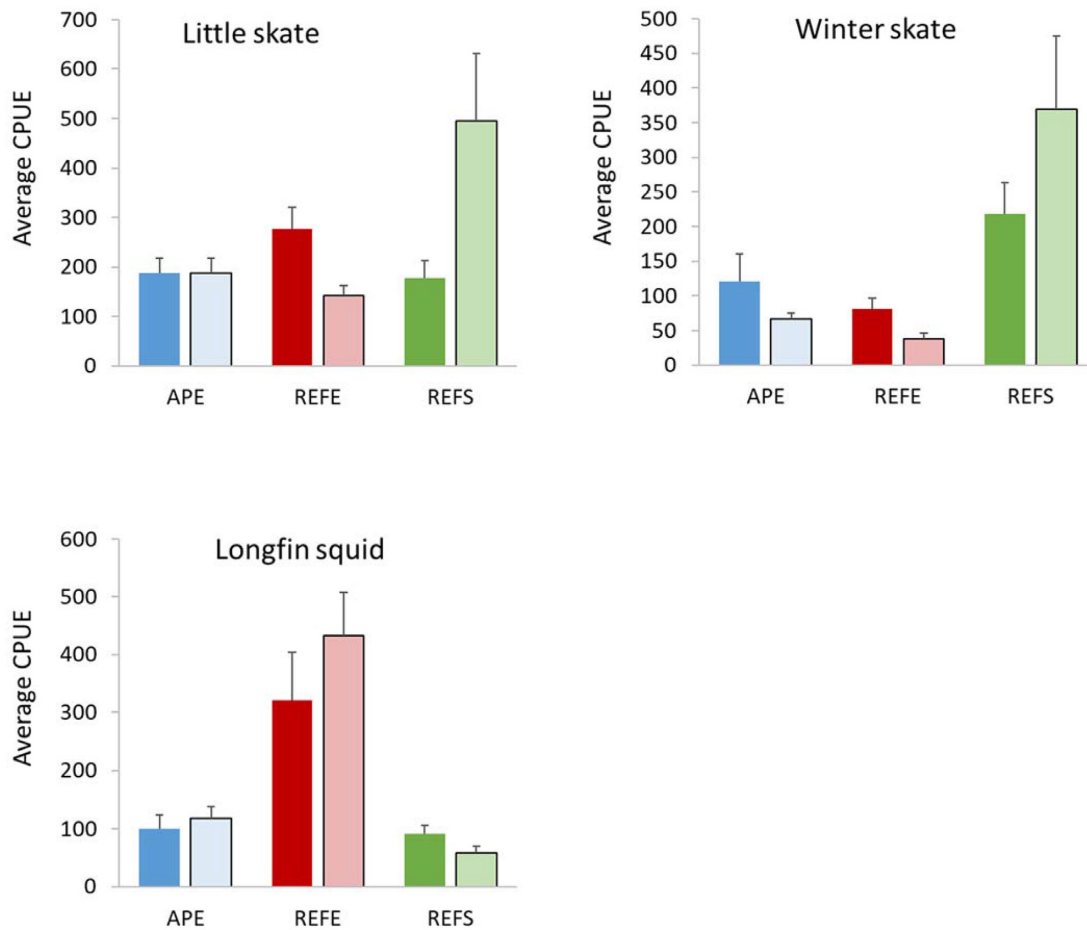 Little skate
Average CPUE
700
600
500
400
300
200
100
0
APE REFE REFS
Winter skate
Average CPUE
500
450
400
350
300
250
200
150
100
50
0
APE REFE REFS
Longfin squid
Average CPUE
600
500
400
300
200
100
0
APE REFE REFS